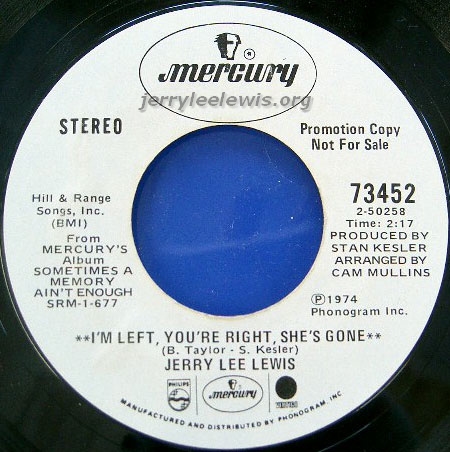 mercury
jerryleelewis.org
STEREO
Promotion Copy
Not For Sale
Hill & Range
Songs, Inc.
(BMI)
From
MERCURY'S
Album
SOMETIMES A
MEMORY
AIN'T ENOUGH
SRM-1-677
73452
2-50258
Time: 2:17
PRODUCED BY
STAN KESLER
ARRANGED BY
CAM MULLINS
Ⓟ1974
Phonogram Inc.
**I'M LEFT, YOU'RE RIGHT, SHE'S GONE**
(B. Taylor - S. Kesler)
JERRY LEE LEWIS
PHILIPS
mercury
MANUFACTURED AND DISTRIBUTED BY PHONOGRAM, INC